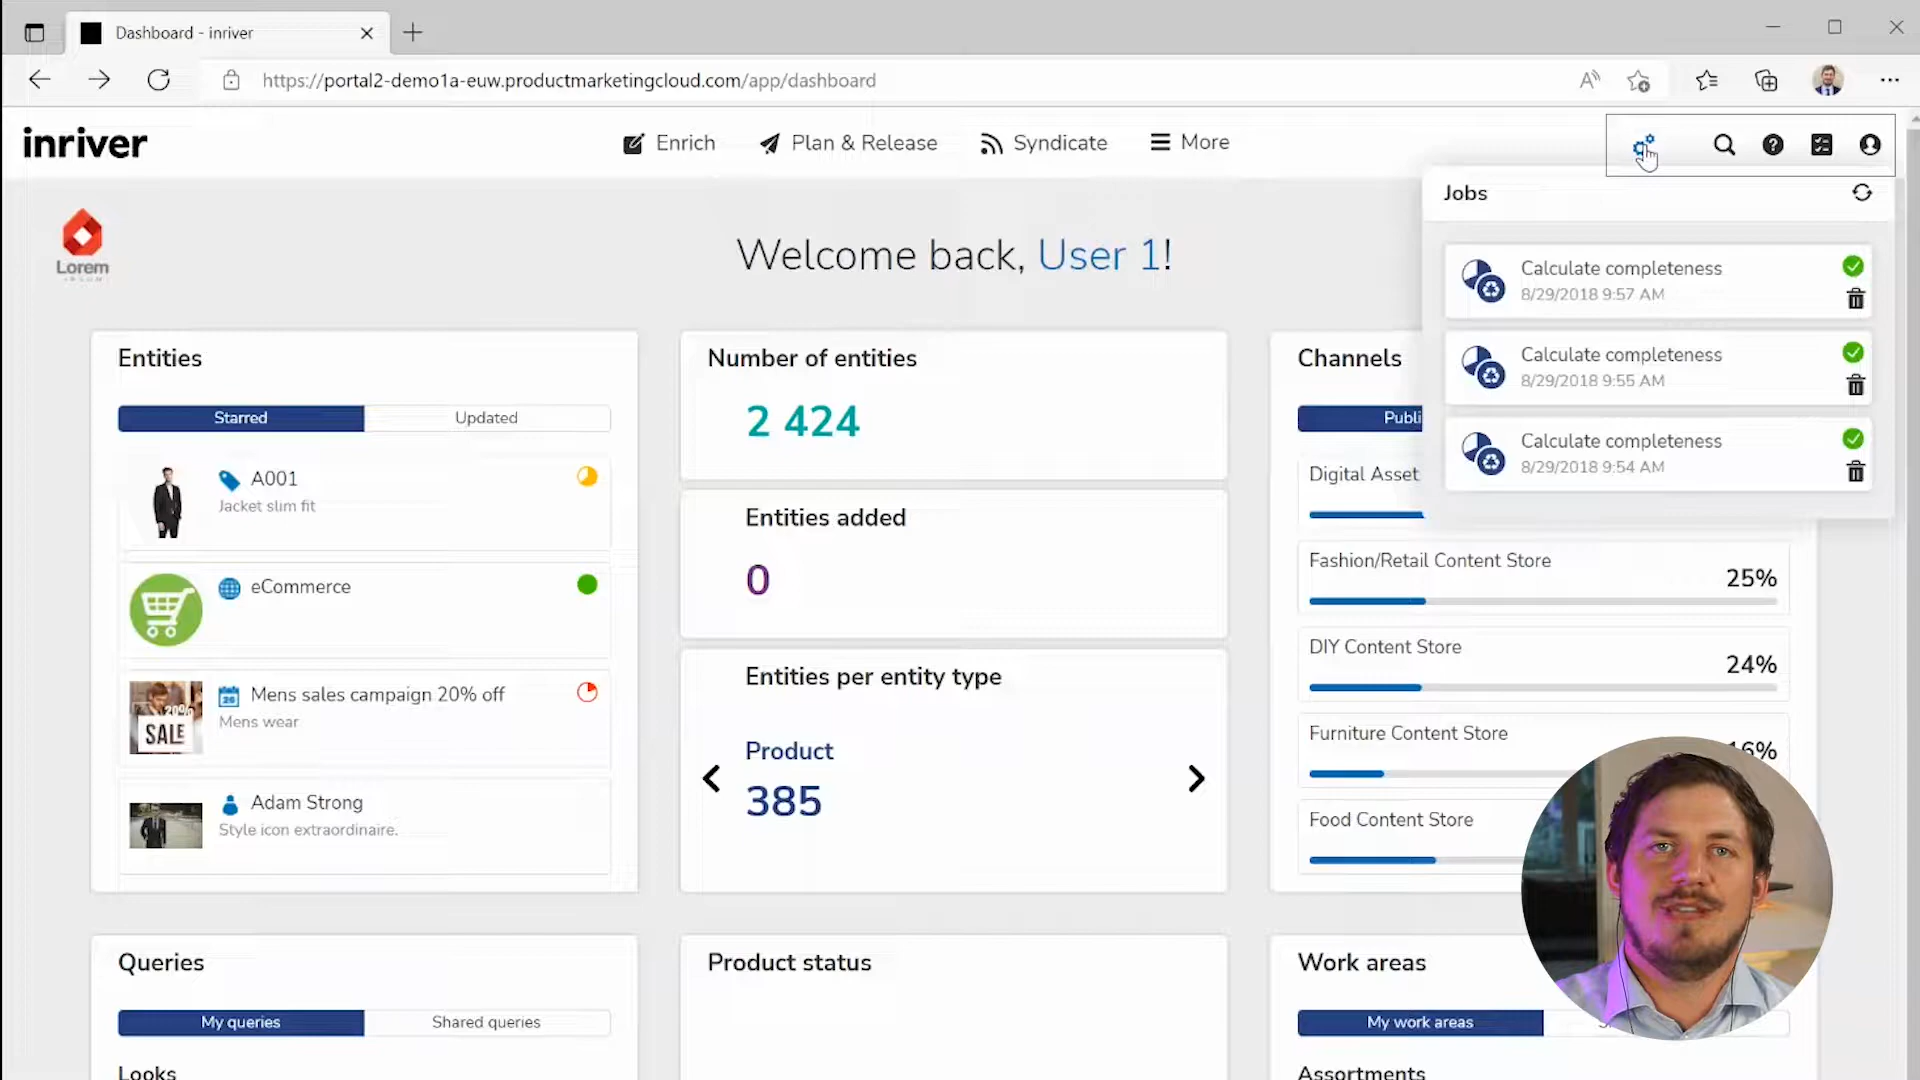 Dashboard - inriver
https://portal2-demo1a-euw.productmarketingcloud.com/app/dashboard
inriver
Enrich
Plan & Release
Syndicate
More
Jobs
Calculate completeness
8/29/2018 9:57 AM
Calculate completeness
8/29/2018 9:55 AM
Calculate completeness
8/29/2018 9:54 AM
Lorem
Welcome back, User 1!
Entities
Starred
Updated
A001
Jacket slim fit
eCommerce
Mens sales campaign 20% off
Mens wear
20%
SALE
Adam Strong
Style icon extraordinaire.
Number of entities
2 424
Entities added
0
Entities per entity type
Product
385
Channels
Publi
Digital Asset
Fashion/Retail Content Store
25%
DIY Content Store
24%
Furniture Content Store
16%
Food Content Store
Queries
My queries
Shared queries
Looks
Product status
Work areas
My work areas
Assortments